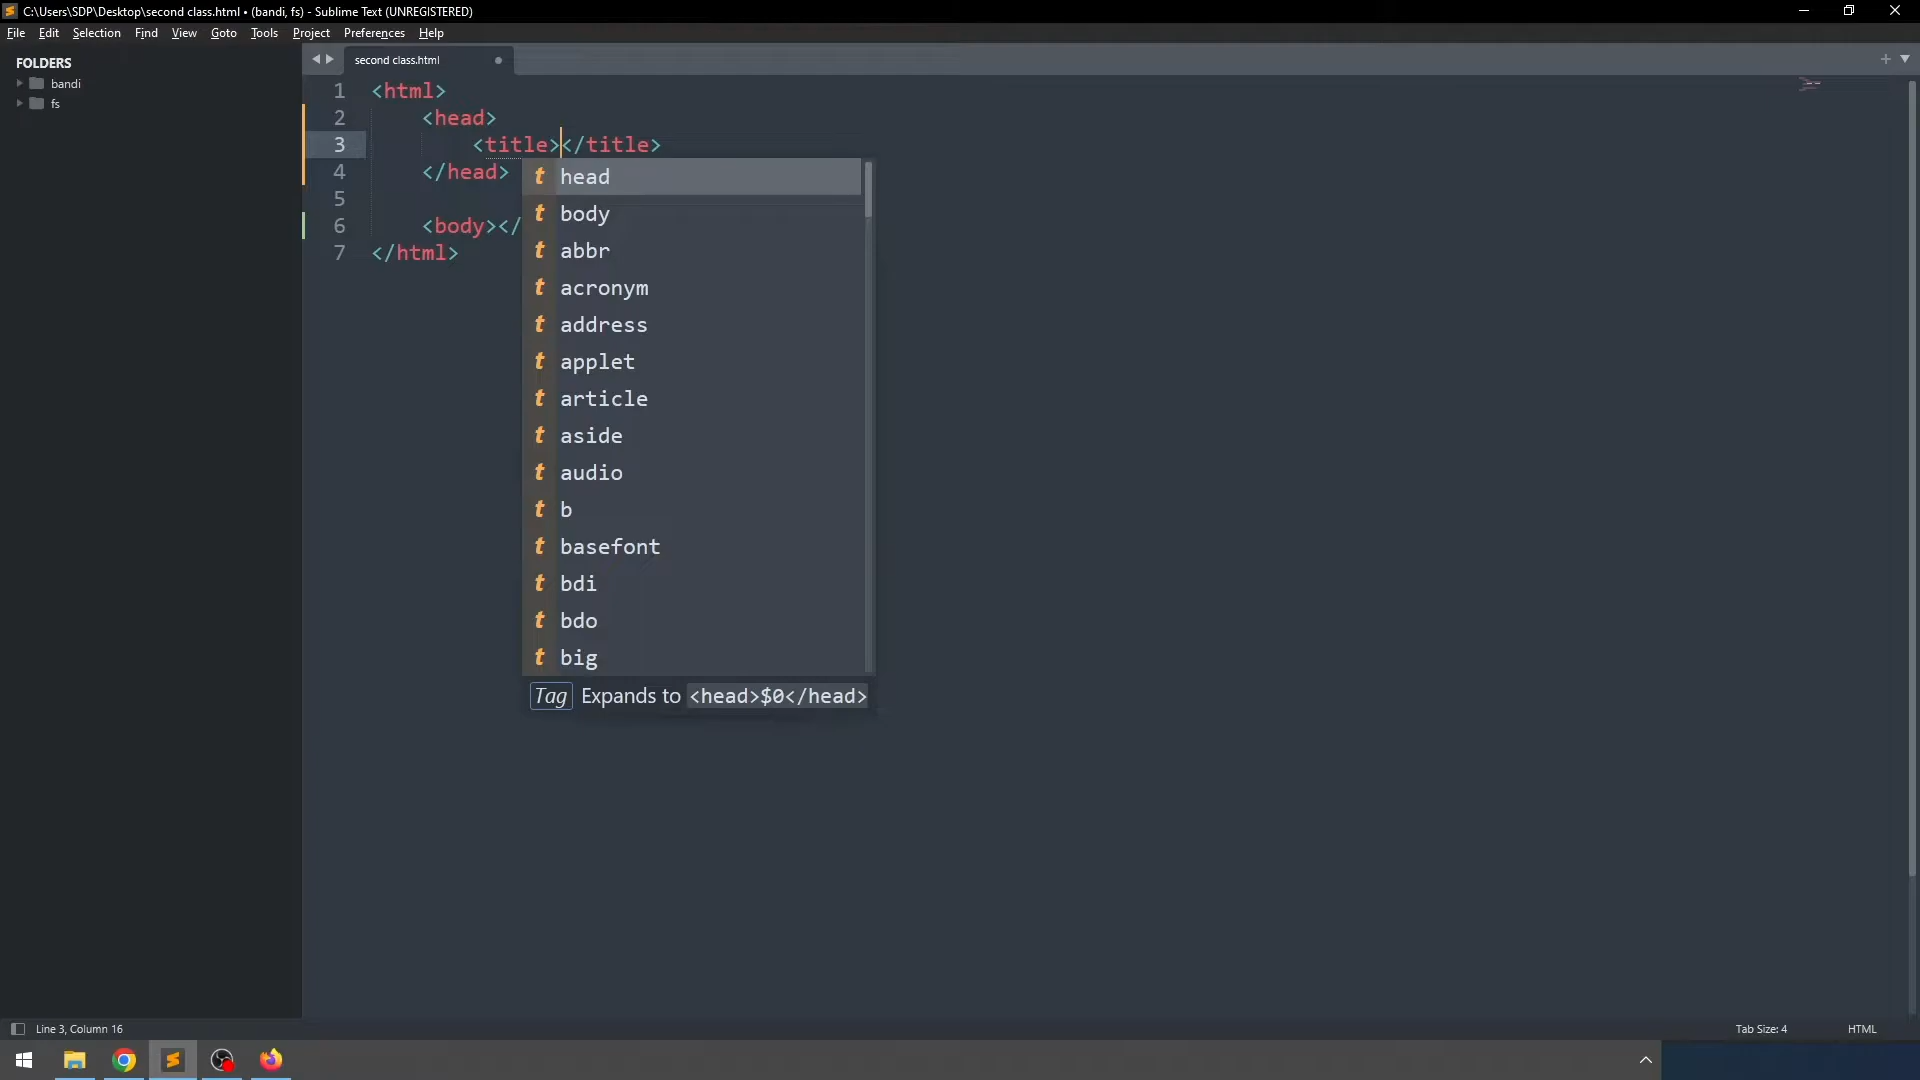 C:\Users\SDP\Desktop\second class.html • (bandi, fs) - Sublime Text (UNREGISTERED)
File Edit Selection Find View Goto Tools Project Preferences Help
FOLDERS
bandi
fs
second class.html
1 <html>
2 <head>
3 <title></title>
4 </head>
5
6 <body></
7 </html>
t head
t body
t abbr
t acronym
t address
t applet
t article
t aside
t audio
t b
t basefont
t bdi
t bdo
t big
Tag Expands to <head>$0</head>
Line 3, Column 16
Tab Size: 4
HTML